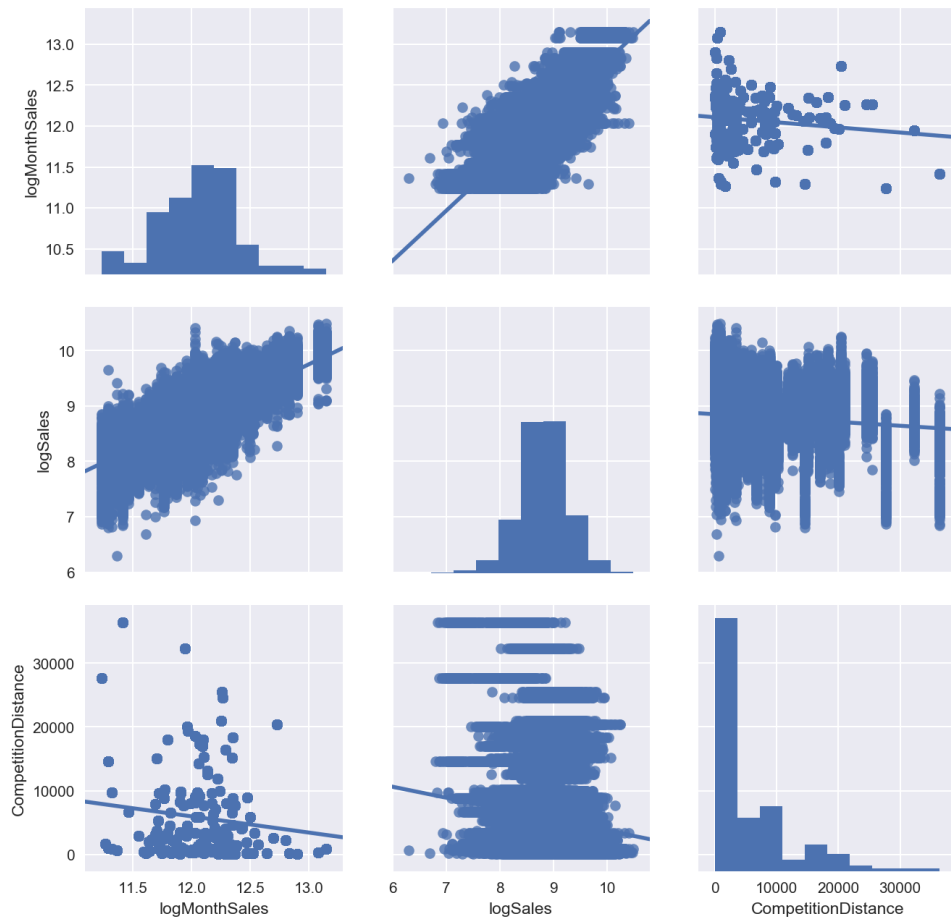 13.0
12.5
12.0
11.5
11.0
10.5
logMonthSales
10
9
8
7
6
logSales
30000
20000
10000
0
CompetitionDistance
11.5 12.0 12.5 13.0
logMonthSales
6 7 8 9 10
logSales
0 10000 20000 30000
CompetitionDistance